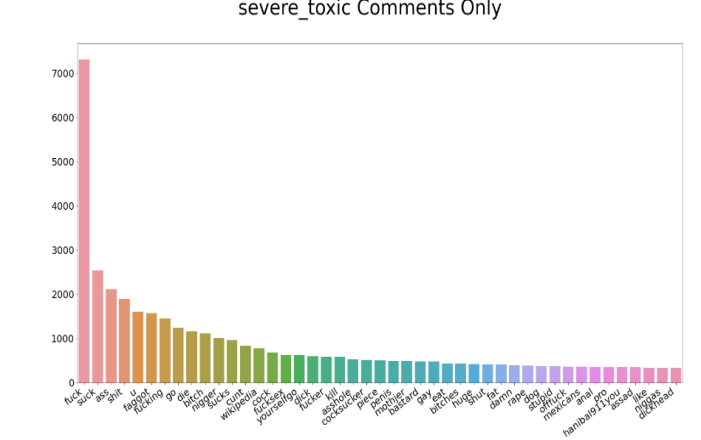 severe_toxic Comments Only
7000
6000
5000
4000
3000
2000
1000
0
fuck
suck
ass
shit
u
faggot
fucking
go
die
bitch
nigger
sucks
cunt
wikipedia
cock
fucksex
yourselfgo
dick
fucker
kill
asshole
cocksucker
piece
penis
mothjer
bastard
gay
eat
bitches
huge
shut
fat
damn
rape
dog
stupid
offfuck
mexicans
anal
pro
hanibal911you
assad
like
niggas
dickhead